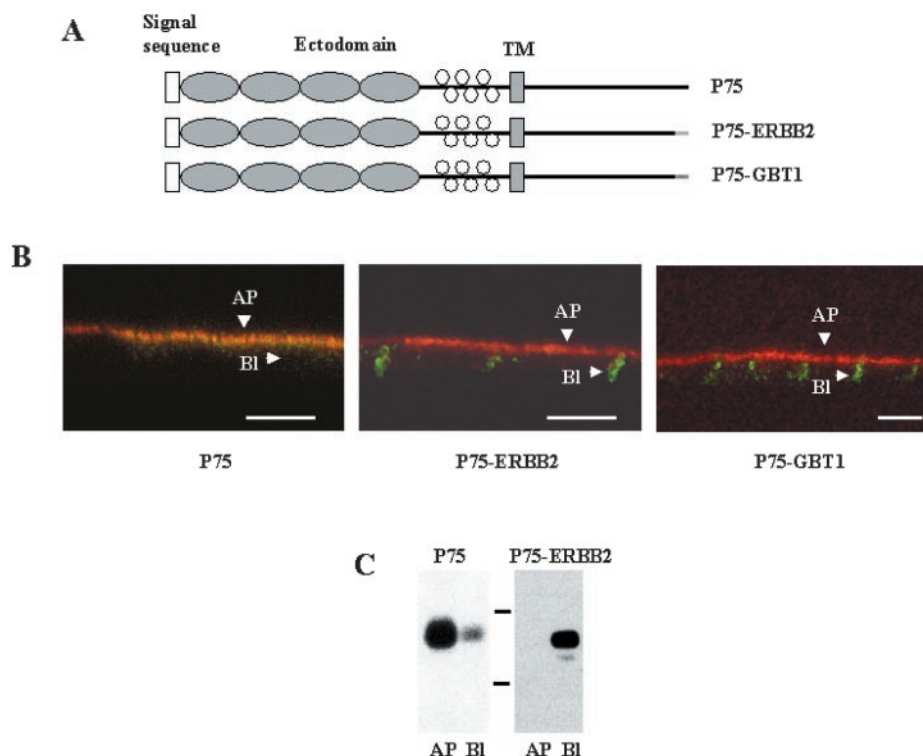 A
Signal
sequence
Ectodomain
TM
P75
P75-ERBB2
P75-GBT1
B
AP
Bl
AP
Bl
AP
Bl
P75
P75-ERBB2
P75-GBT1
C
P75
P75-ERBB2
AP Bl
AP Bl